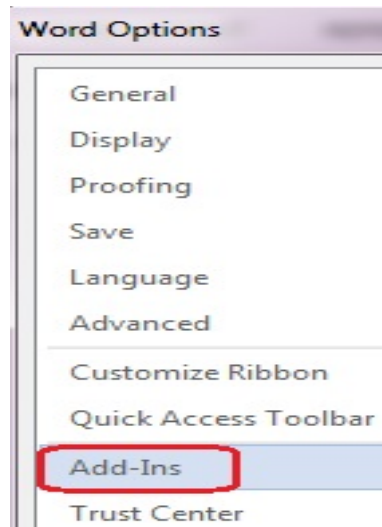 Word Options
General
Display
Proofing
Save
Language
Advanced
Customize Ribbon
Quick Access Toolbar
Add-Ins
Trust Center